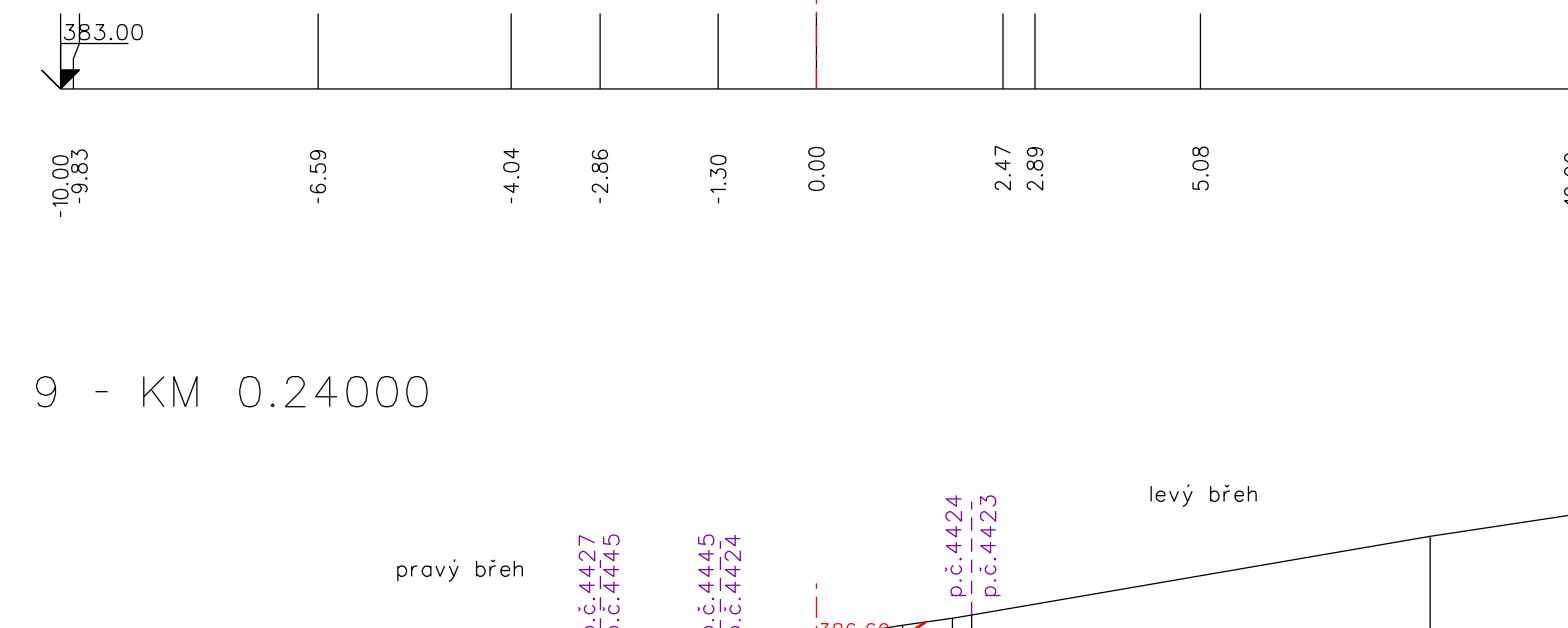 383.00
-10.00
-9.83
-6.59
-4.04
-2.86
-1.30
0.00
2.47
2.89
5.08
9 - KM 0.24000
levý břeh
pravý břeh
p.č.4424
p.č.4423
p.č.4427
p.č.4445
p.č.4445
p.č.4424